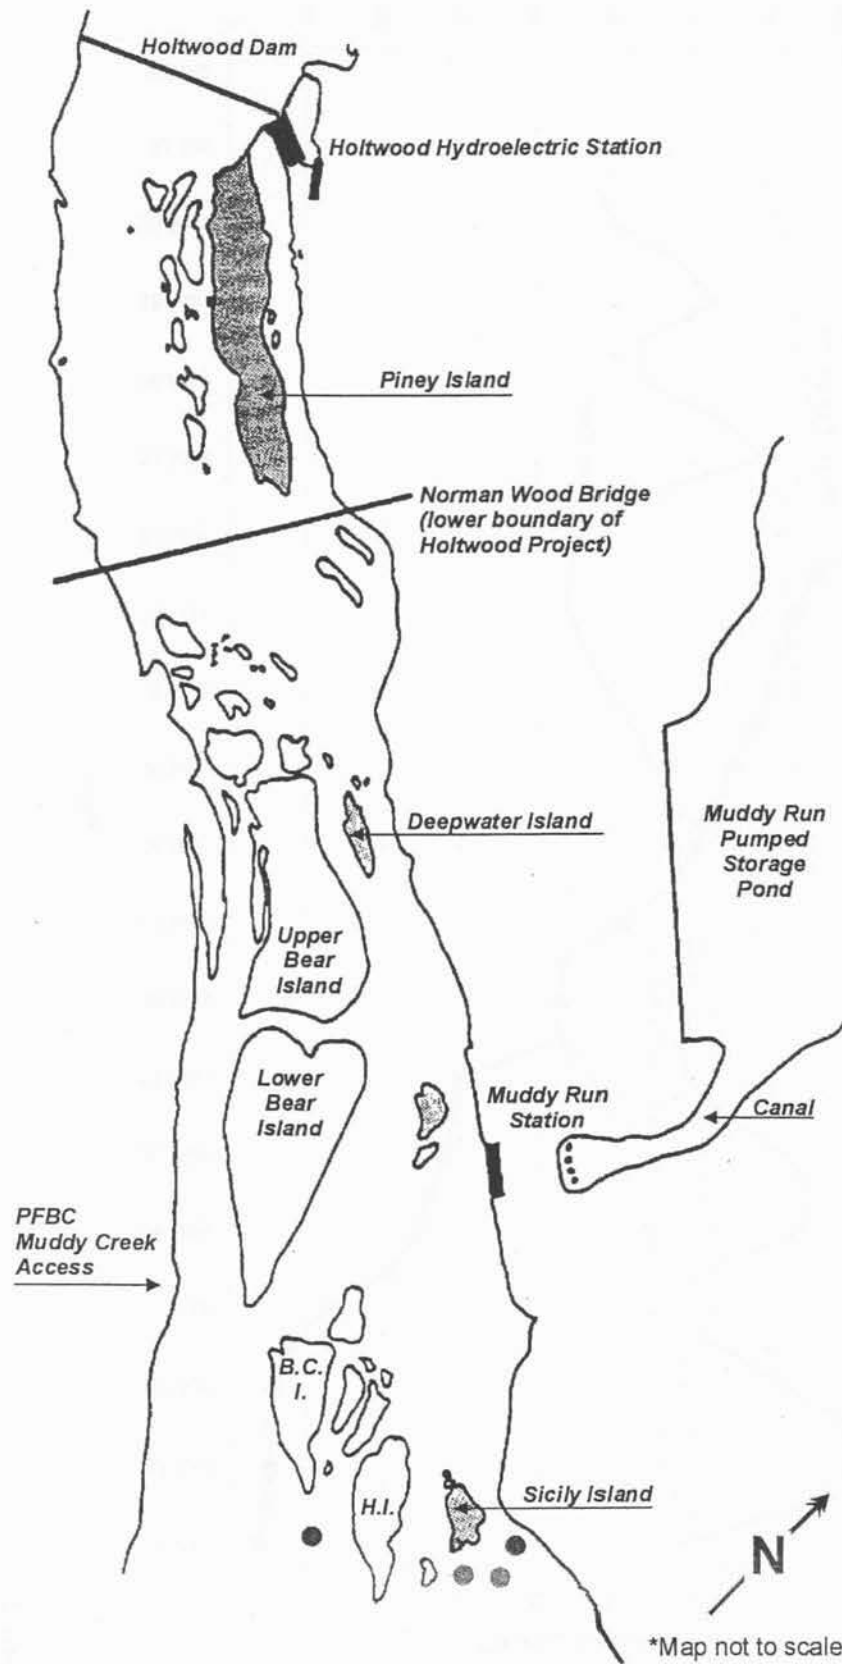 Holtwood Dam
Holtwood Hydroelectric Station
Piney Island
Norman Wood Bridge
(lower boundary of
Holtwood Project)
Deepwater Island
Muddy Run
Pumped
Storage
Pond
Upper
Bear
Island
Lower
Bear
Island
Muddy Run
Station
Canal
PFBC
Muddy Creek
Access
B.C.
I.
H.I.
Sicily Island
N
*Map not to scale